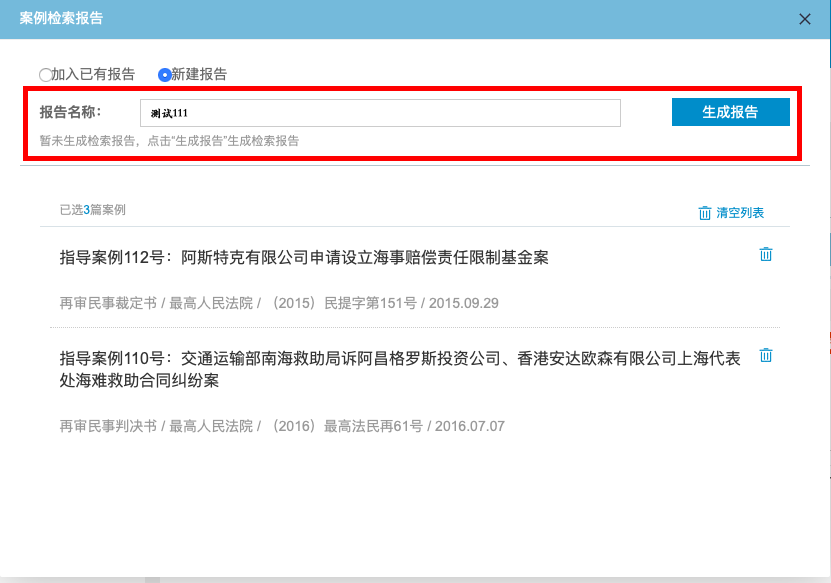 案例检索报告
加入已有报告 新建报告
报告名称： 测试111 生成报告
暂未生成检索报告，点击“生成报告”生成检索报告
已选3篇案例 清空列表
指导案例112号：阿斯特克有限公司申请设立海事赔偿责任限制基金案
再审民事裁定书 / 最高人民法院 / （2015）民提字第151号 / 2015.09.29
指导案例110号：交通运输部南海救助局诉阿昌格罗斯投资公司、香港安达欧森有限公司上海代表
处海难救助合同纠纷案
再审民事判决书 / 最高人民法院 / （2016）最高法民再61号 / 2016.07.07